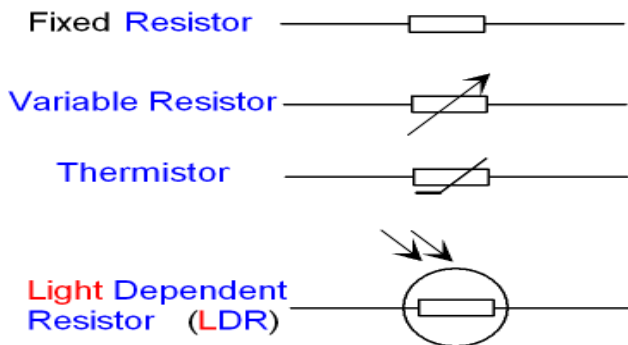 Fixed Resistor
Variable Resistor
Thermistor
Light Dependent
Resistor (LDR)